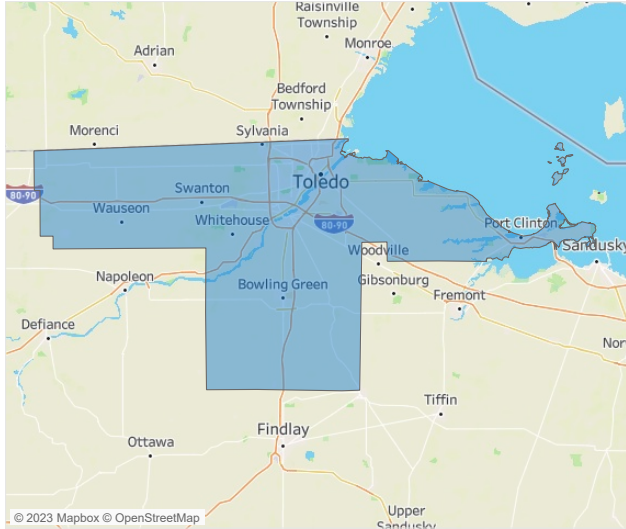 Raisinville
Township
Adrian
Monroe
Bedford
Township
Morenci
Sylvania
Toledo
80-90
Swanton
Wauseon
Whitehouse
80-90
Port Clinton
Woodville
Sandusky
Napoleon
Bowling Green
Gibsonburg
Fremont
Defiance
Nor
Tiffin
Findlay
Ottawa
Upper
Sandusky
© 2023 Mapbox © OpenStreetMap